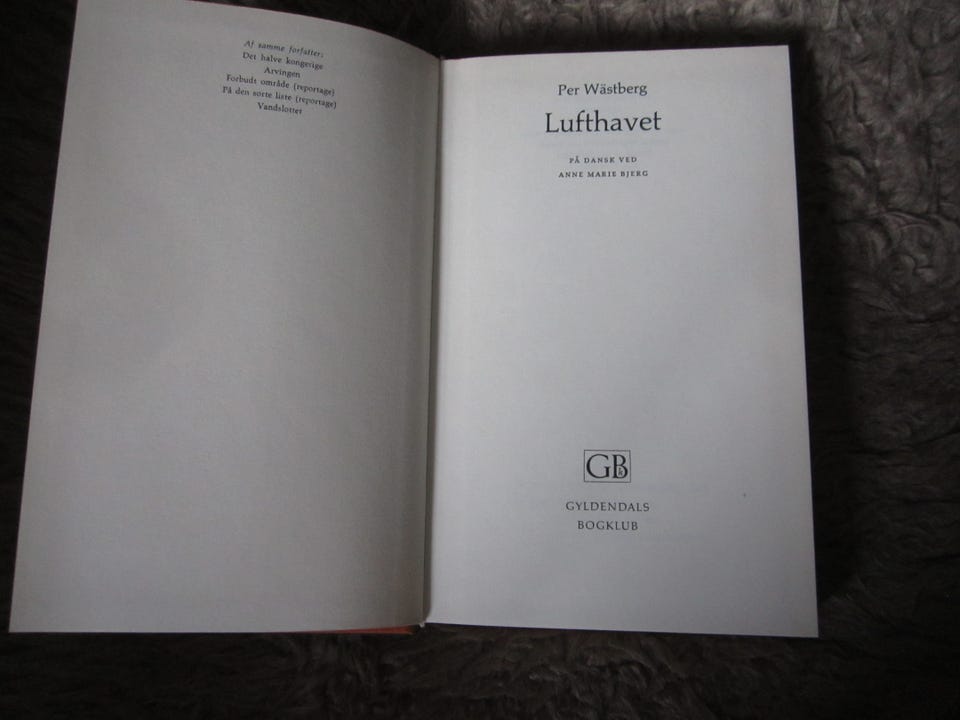 Af samme forfatter:
Det halve kongerige
Arvingen
Forbudt område (reportage)
På den sorte liste (reportage)
Vandslottet
Per Wästberg
Lufthavet
PÅ DANSK VED
ANNE MARIE BJERG
GBk
GYLDENDALS
BOGKLUB